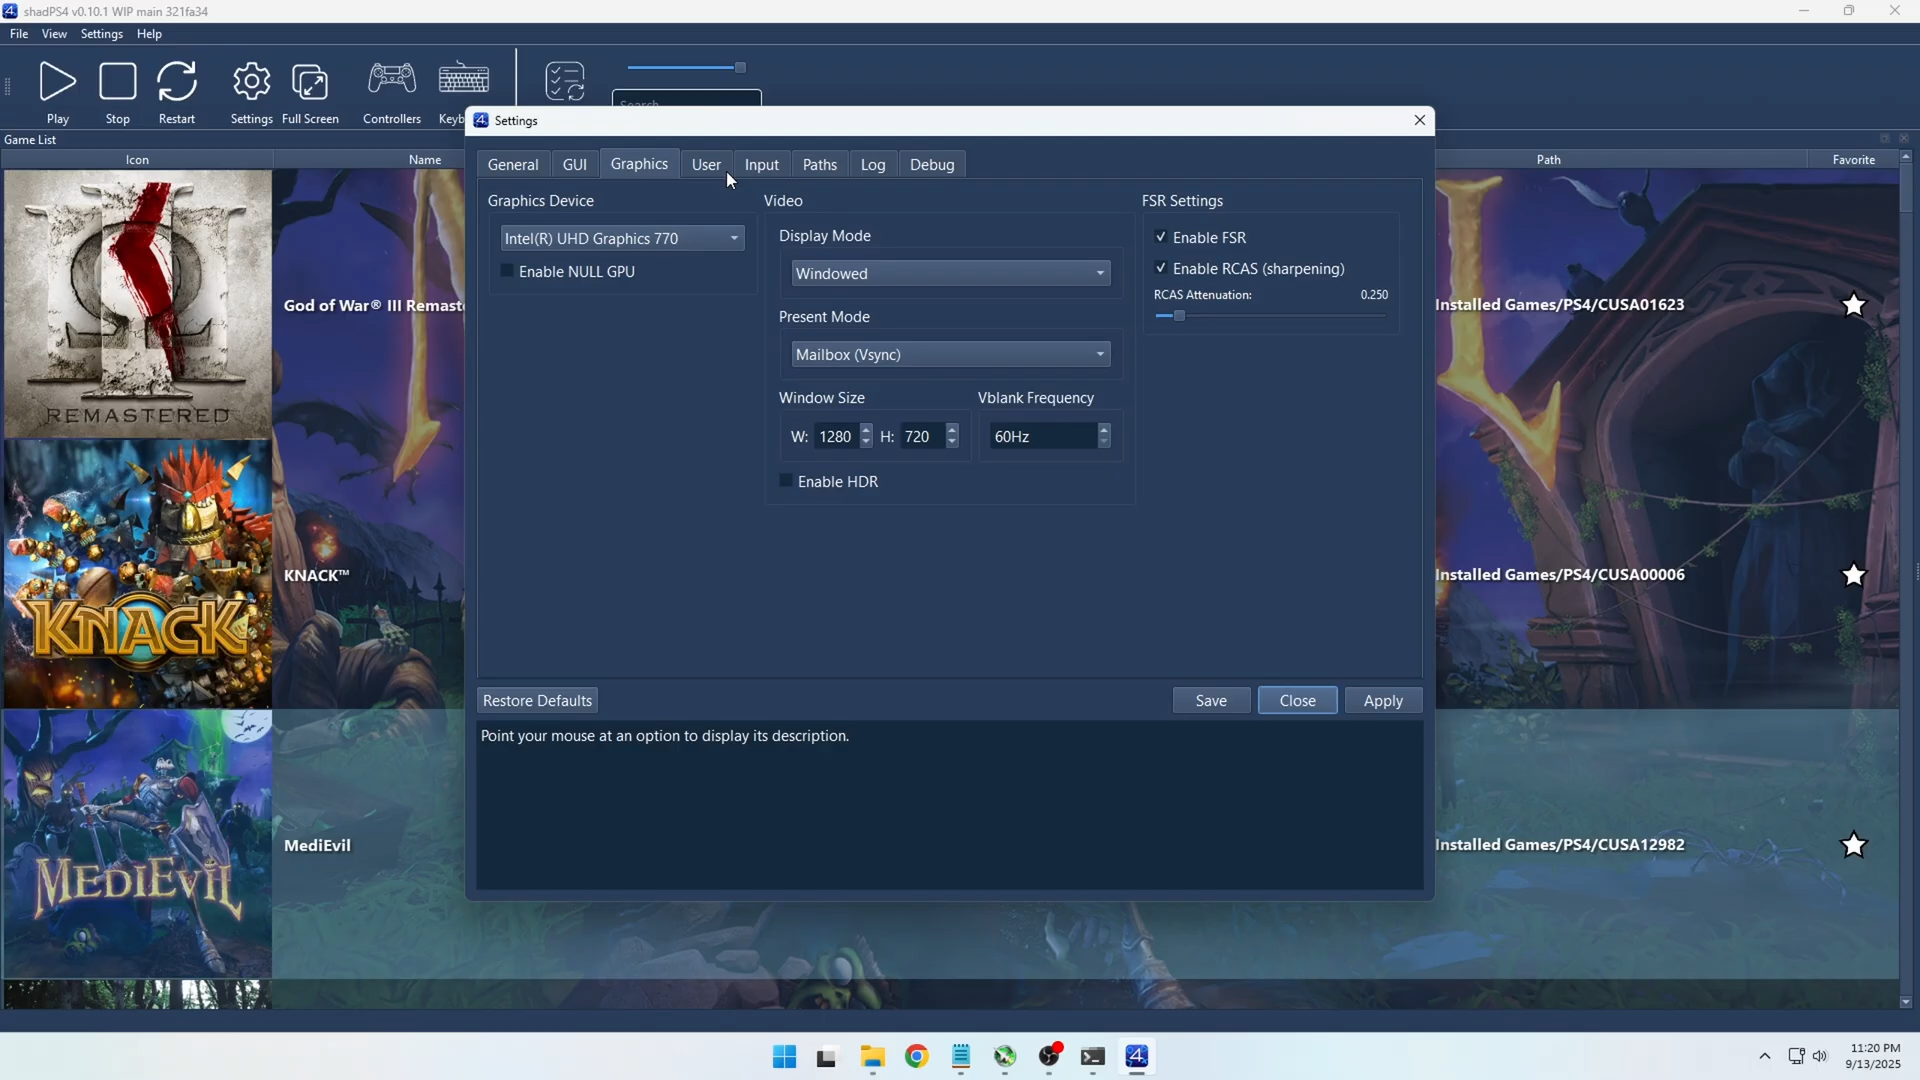 shadPS4 v0.10.1 WIP main 321fa34
File View Settings Help
Play Stop Restart Settings Full Screen Controllers
Search
Game List
Icon Name Path Favorite
Settings
General GUI Graphics User Input Paths Log Debug
Graphics Device
Intel(R) UHD Graphics 770
Enable NULL GPU
Video
Display Mode
Windowed
Present Mode
Mailbox (Vsync)
Window Size Vblank Frequency
W: 1280 H: 720 60Hz
Enable HDR
FSR Settings
Enable FSR
Enable RCAS (sharpening)
RCAS Attenuation: 0.250
Restore Defaults Save Close Apply
Point your mouse at an option to display its description.
REMASTERED
God of War® III Remast
Installed Games/PS4/CUSA01623
KNACK
KNACK™
Installed Games/PS4/CUSA00006
MEDIEVIL
MediEvil
Installed Games/PS4/CUSA12982
11:20 PM
9/13/2025